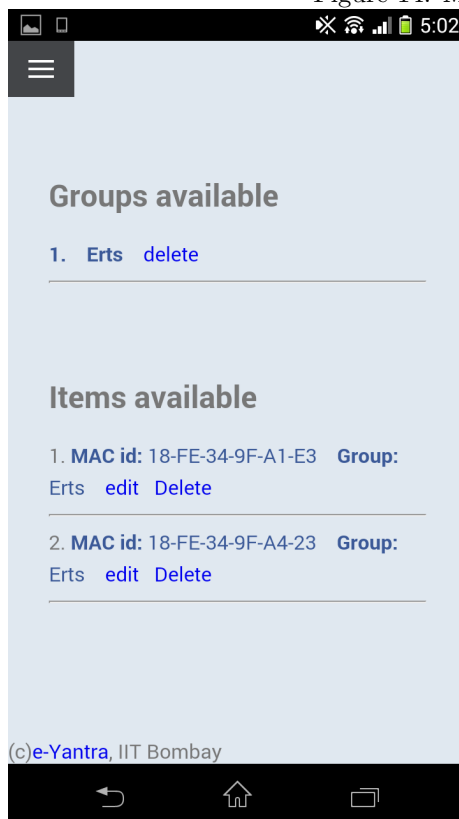 5:02
Groups available
1. Erts delete
Items available
1. MAC id: 18-FE-34-9F-A1-E3 Group:
Erts edit Delete
2. MAC id: 18-FE-34-9F-A4-23 Group:
Erts edit Delete
(c)e-Yantra, IIT Bombay